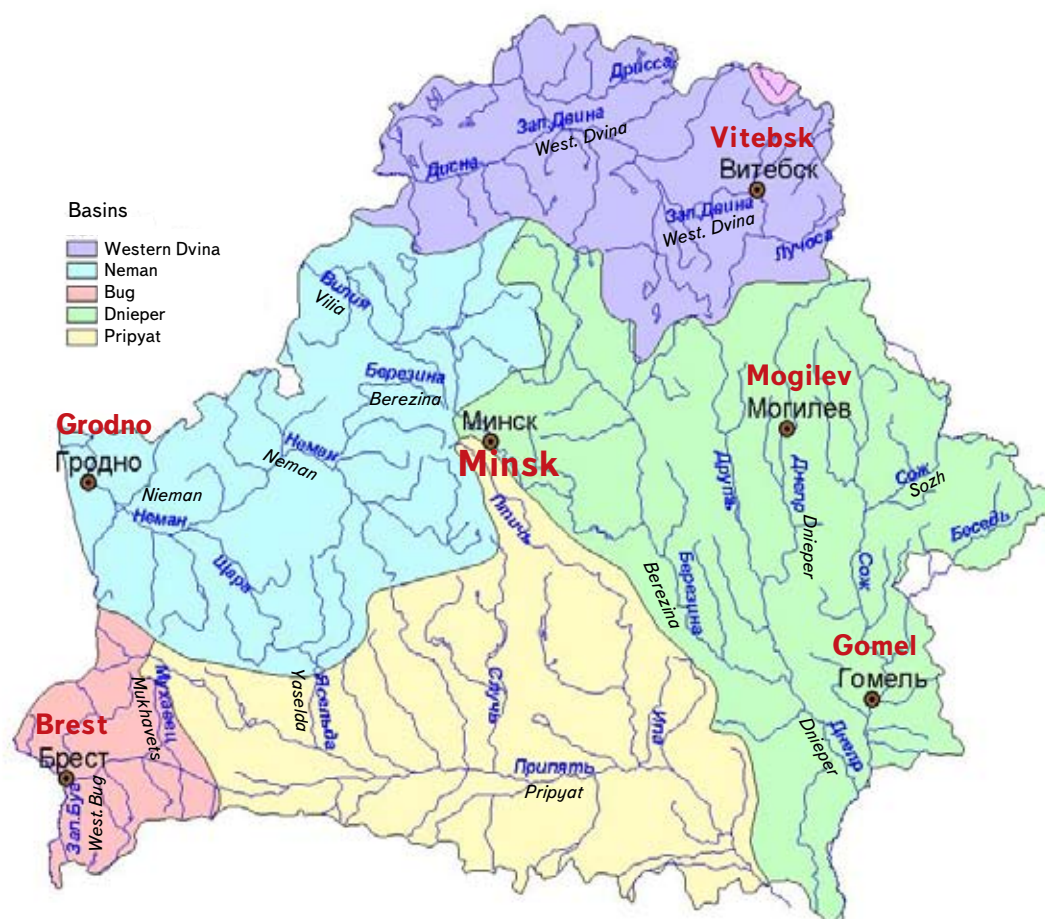 Дрисса
Зап.Двина
West. Dvina
Vitebsk
Витебск
Дисна
Зап.Двина
West. Dvina
Лучоса
Basins
Western Dvina
Neman
Bug
Dnieper
Pripyat
Вилия
Vilia
Березина
Berezina
Mogilev
Могилев
Grodno
Гродно
Неман
Neman
Минск
Minsk
Nieman
Неман
Щара
Птичь
Друть
Днепр
Dnieper
Сож
Sozh
Беседь
Сож
Березина
Berezina
Gomel
Гомель
Brest
Брест
Мухавец
Mukhavets
Ясельда
Yaselda
Случь
Ипа
Днепр
Dnieper
Припять
Pripyat
Зап.Буг
West.Bug